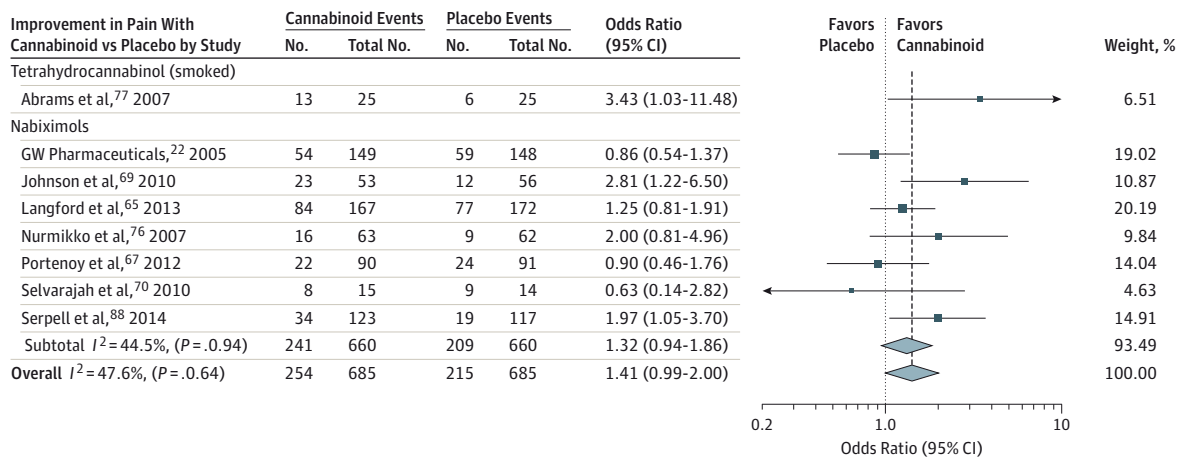 Improvement in Pain With Cannabinoid vs Placebo by Study
Cannabinoid Events
Placebo Events
Odds Ratio (95% CI)
Favors Placebo
Favors Cannabinoid
Weight, %
No. Total No. No. Total No.
Tetrahydrocannabinol (smoked)
Abrams et al,77 2007 13 25 6 25 3.43 (1.03-11.48) 6.51
Nabiximols
GW Pharmaceuticals,22 2005 54 149 59 148 0.86 (0.54-1.37) 19.02
Johnson et al,69 2010 23 53 12 56 2.81 (1.22-6.50) 10.87
Langford et al,65 2013 84 167 77 172 1.25 (0.81-1.91) 20.19
Nurmikko et al,76 2007 16 63 9 62 2.00 (0.81-4.96) 9.84
Portenoy et al,67 2012 22 90 24 91 0.90 (0.46-1.76) 14.04
Selvarajah et al,70 2010 8 15 9 14 0.63 (0.14-2.82) 4.63
Serpell et al,88 2014 34 123 19 117 1.97 (1.05-3.70) 14.91
Subtotal I2 = 44.5%, (P = .0.94) 241 660 209 660 1.32 (0.94-1.86) 93.49
Overall I2 = 47.6%, (P = .0.64) 254 685 215 685 1.41 (0.99-2.00) 100.00
0.2 1.0 10
Odds Ratio (95% CI)